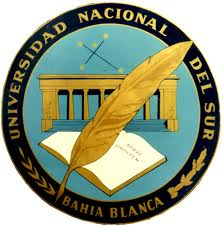 UNIVERSIDAD NACIONAL DEL SUR
BAHIA BLANCA